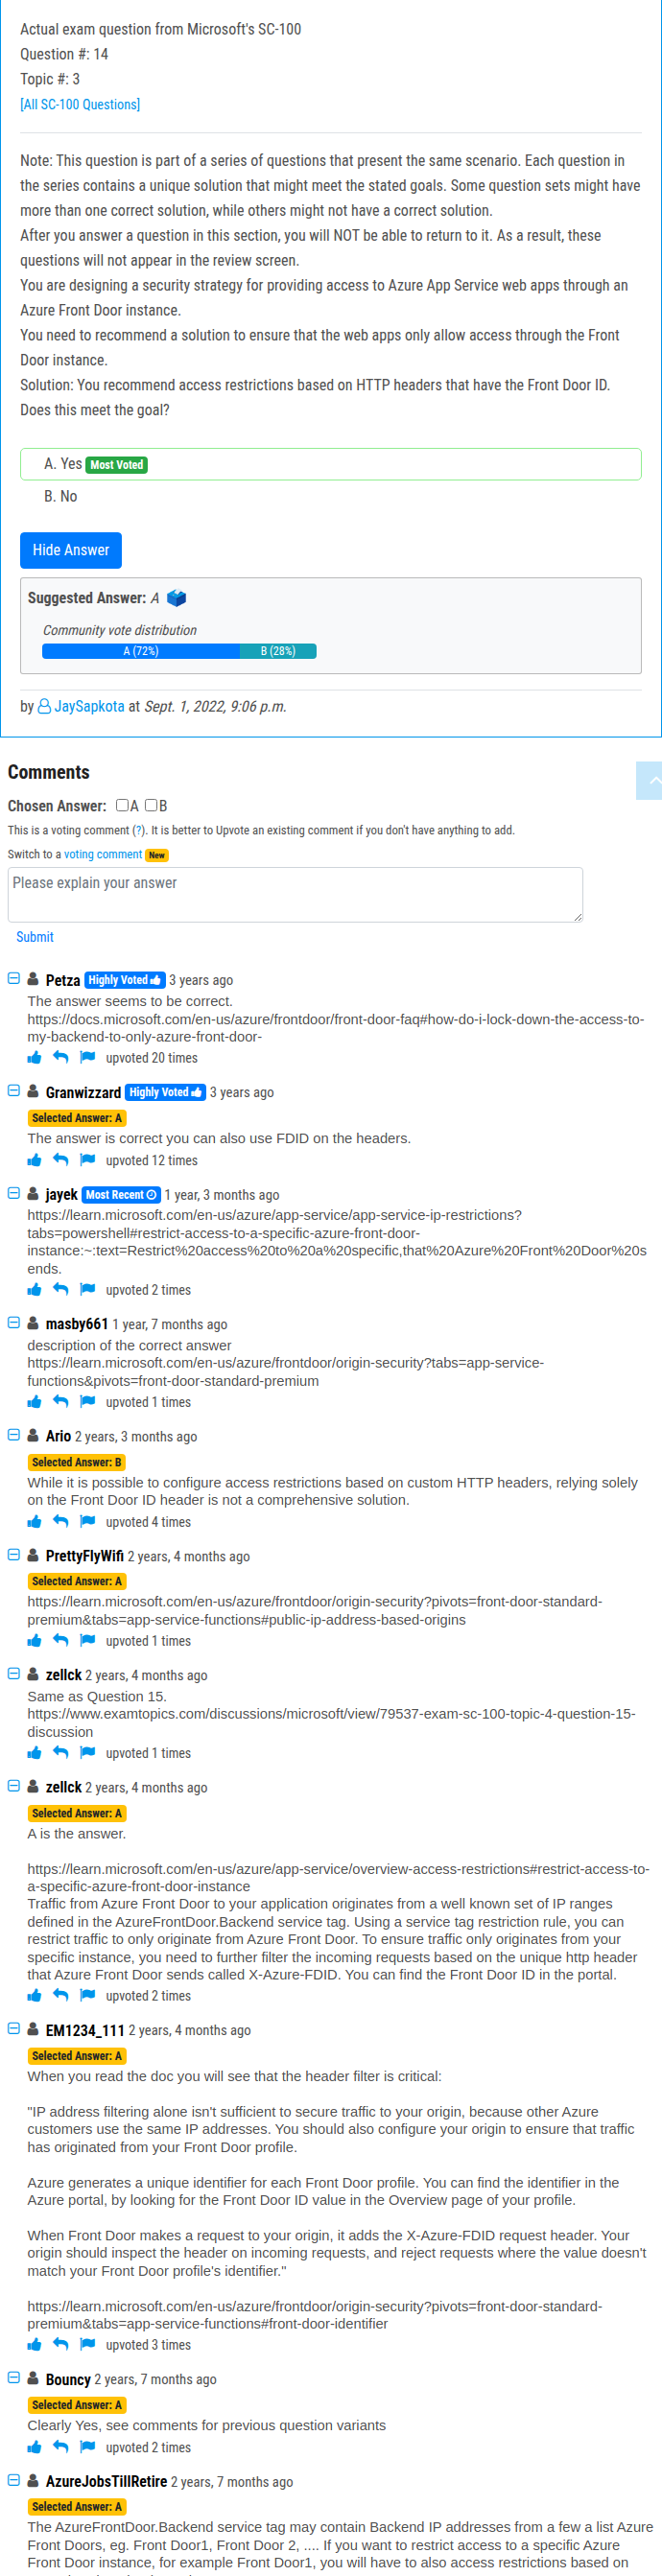 Actual exam question from Microsoft's SC-100
Question #: 14
Topic #: 3
[All SC-100 Questions]
Note: This question is part of a series of questions that present the same scenario. Each question in
the series contains a unique solution that might meet the stated goals. Some question sets might have
more than one correct solution, while others might not have a correct solution.
After you answer a question in this section, you will NOT be able to return to it. As a result, these
questions will not appear in the review screen.
You are designing a security strategy for providing access to Azure App Service web apps through an
Azure Front Door instance.
You need to recommend a solution to ensure that the web apps only allow access through the Front
Door instance.
Solution: You recommend access restrictions based on HTTP headers that have the Front Door ID.
Does this meet the goal?
A. Yes Most Voted
B. No
Hide Answer
Suggested Answer: A
Community vote distribution
A (72%) B (28%)
by JaySapkota at Sept. 1, 2022, 9:06 p.m.
Comments
Chosen Answer: A B
This is a voting comment (?). It is better to Upvote an existing comment if you don't have anything to add.
Switch to a voting comment New
Please explain your answer
Submit
Petza Highly Voted 3 years ago
The answer seems to be correct.
https://docs.microsoft.com/en-us/azure/frontdoor/front-door-faq#how-do-i-lock-down-the-access-to-
my-backend-to-only-azure-front-door-
upvoted 20 times
Granwizzard Highly Voted 3 years ago
Selected Answer: A
The answer is correct you can also use FDID on the headers.
upvoted 12 times
jayek Most Recent 1 year, 3 months ago
https://learn.microsoft.com/en-us/azure/app-service/app-service-ip-restrictions?
tabs=powershell#restrict-access-to-a-specific-azure-front-door-
instance:~:text=Restrict%20access%20to%20a%20specific,that%20Azure%20Front%20Door%20s
ends.
upvoted 2 times
masby661 1 year, 7 months ago
description of the correct answer
https://learn.microsoft.com/en-us/azure/frontdoor/origin-security?tabs=app-service-
functions&pivots=front-door-standard-premium
upvoted 1 times
Ario 2 years, 3 months ago
Selected Answer: B
While it is possible to configure access restrictions based on custom HTTP headers, relying solely
on the Front Door ID header is not a comprehensive solution.
upvoted 4 times
PrettyFlyWifi 2 years, 4 months ago
Selected Answer: A
https://learn.microsoft.com/en-us/azure/frontdoor/origin-security?pivots=front-door-standard-
premium&tabs=app-service-functions#public-ip-address-based-origins
upvoted 1 times
zellck 2 years, 4 months ago
Same as Question 15.
https://www.examtopics.com/discussions/microsoft/view/79537-exam-sc-100-topic-4-question-15-
discussion
upvoted 1 times
zellck 2 years, 4 months ago
Selected Answer: A
A is the answer.
https://learn.microsoft.com/en-us/azure/app-service/overview-access-restrictions#restrict-access-to-
a-specific-azure-front-door-instance
Traffic from Azure Front Door to your application originates from a well known set of IP ranges
defined in the AzureFrontDoor.Backend service tag. Using a service tag restriction rule, you can
restrict traffic to only originate from Azure Front Door. To ensure traffic only originates from your
specific instance, you need to further filter the incoming requests based on the unique http header
that Azure Front Door sends called X-Azure-FDID. You can find the Front Door ID in the portal.
upvoted 2 times
EM1234_111 2 years, 4 months ago
Selected Answer: A
When you read the doc you will see that the header filter is critical:
"IP address filtering alone isn't sufficient to secure traffic to your origin, because other Azure
customers use the same IP addresses. You should also configure your origin to ensure that traffic
has originated from your Front Door profile.
Azure generates a unique identifier for each Front Door profile. You can find the identifier in the
Azure portal, by looking for the Front Door ID value in the Overview page of your profile.
When Front Door makes a request to your origin, it adds the X-Azure-FDID request header. Your
origin should inspect the header on incoming requests, and reject requests where the value doesn't
match your Front Door profile's identifier."
https://learn.microsoft.com/en-us/azure/frontdoor/origin-security?pivots=front-door-standard-
premium&tabs=app-service-functions#front-door-identifier
upvoted 3 times
Bouncy 2 years, 7 months ago
Selected Answer: A
Clearly Yes, see comments for previous question variants
upvoted 2 times
AzureJobsTillRetire 2 years, 7 months ago
Selected Answer: A
The AzureFrontDoor.Backend service tag may contain Backend IP addresses from a few a list Azure
Front Doors, eg. Front Door1, Front Door 2, .... If you want to restrict access to a specific Azure
Front Door instance, for example Front Door1, you will have to also access restrictions based on